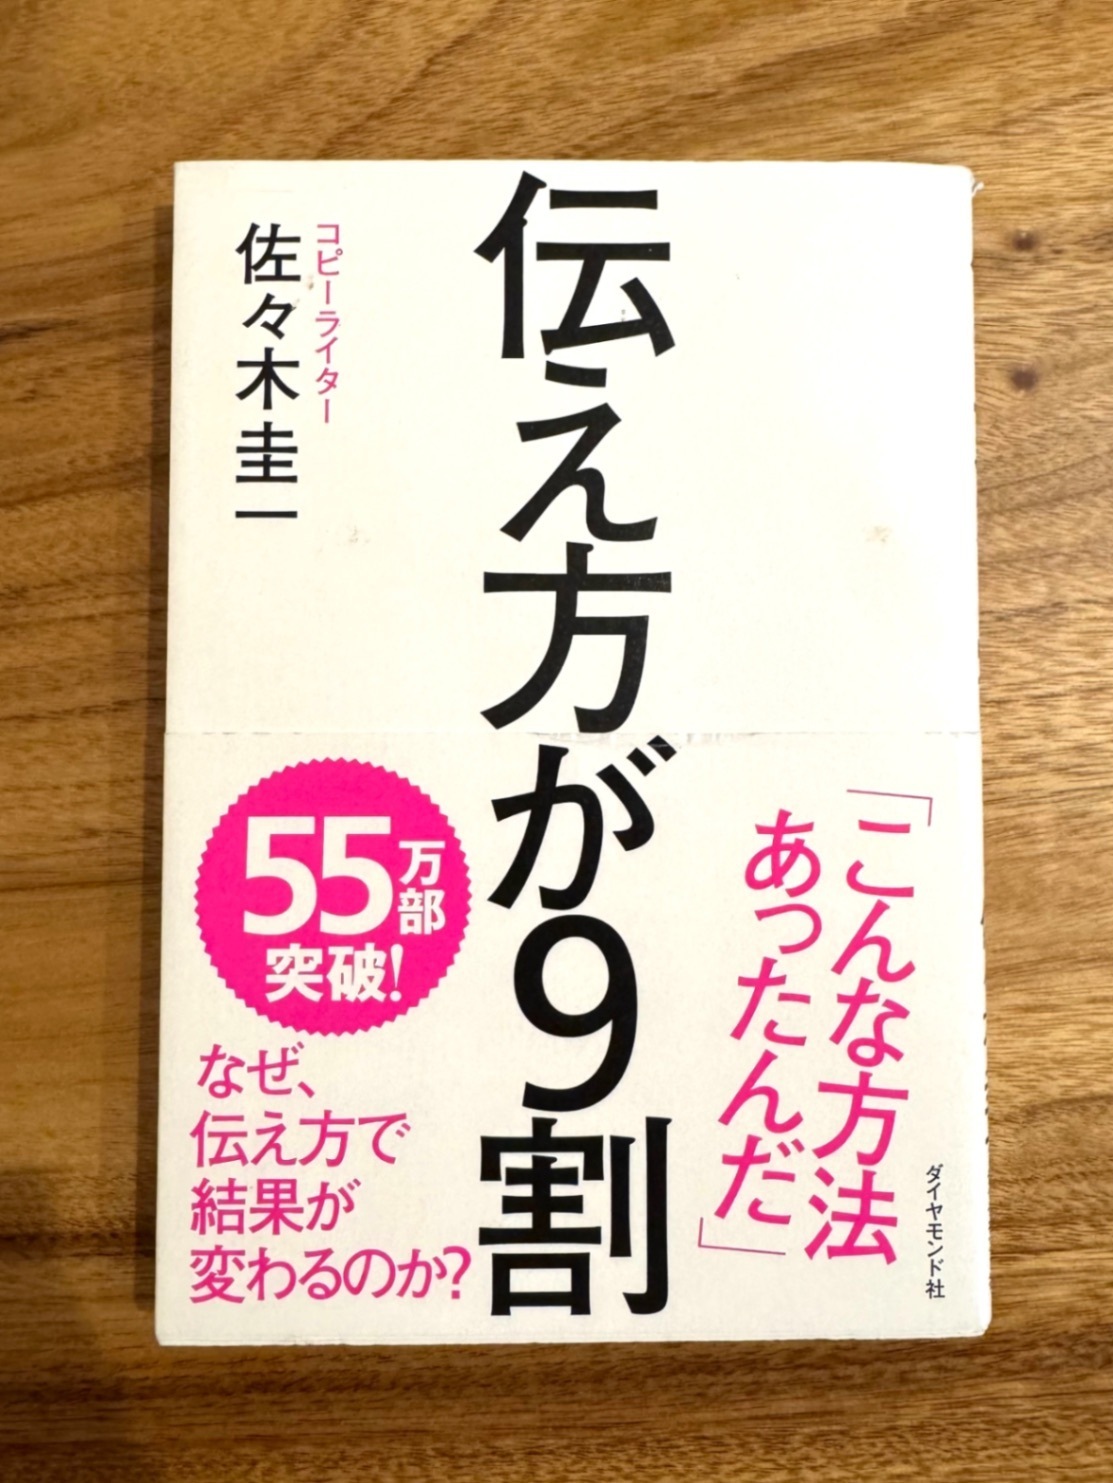 伝え方が9割
コピーライター
佐々木圭一
「こんな方法
あったんだ」
55万部
突破!
なぜ、
伝え方で
結果が
変わるのか?
ダイヤモンド社